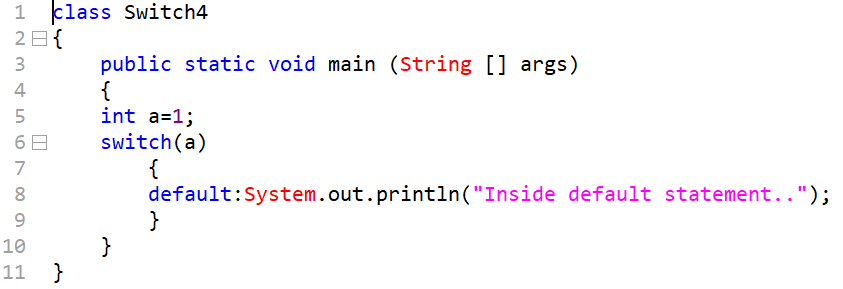 1 class Switch4
2 {
3 public static void main (String [] args)
4 {
5 int a=1;
6 switch(a)
7 {
8 default:System.out.println("Inside default statement..");
9 }
10 }
11 }